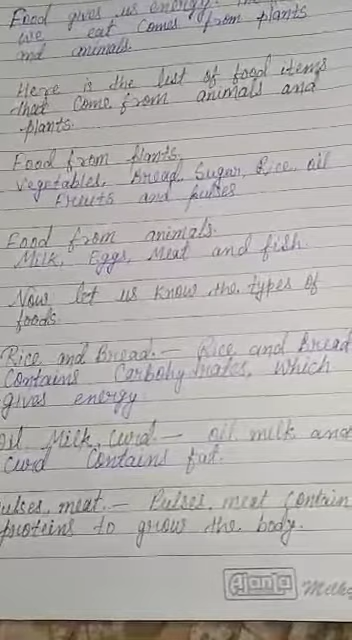 Food gives us energy. The
we eat comes from plants
and animals.
Here is the list of food items
that come from animals and
plants.
Food from plants.
Vegetables, Bread, Sugar, Rice, oil
Fruits and pulses
Food from animals.
Milk, Eggs, Meat and fish.
Now let us know the types of
foods.
Rice and Bread. — Rice and Bread
contains Carbohydrates, which
gives energy
oil Milk, Curd. — oil milk and
curd contains fat.
Pulses, meat. — Pulses, meat contain
proteins to grow the body.